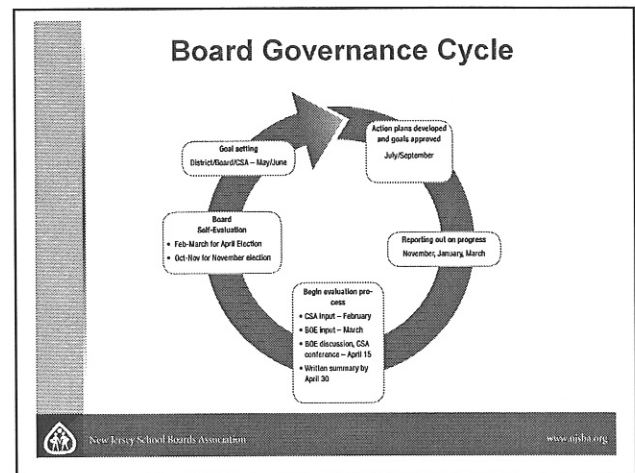 Board Governance Cycle
Goal setting
District/Board/CSA – May/June
Action plans developed
and goals approved
July/September
Board
Self-Evaluation
• Feb-March for April Election
• Oct-Nov for November election
Reporting out on progress
November, January, March
Begin evaluation pro-
cess
• CSA input – February
• BOE input – March
• BOE discussion, CSA
conference – April 15
• Written summary by
April 30
New Jersey School Boards Association
www.njsba.org